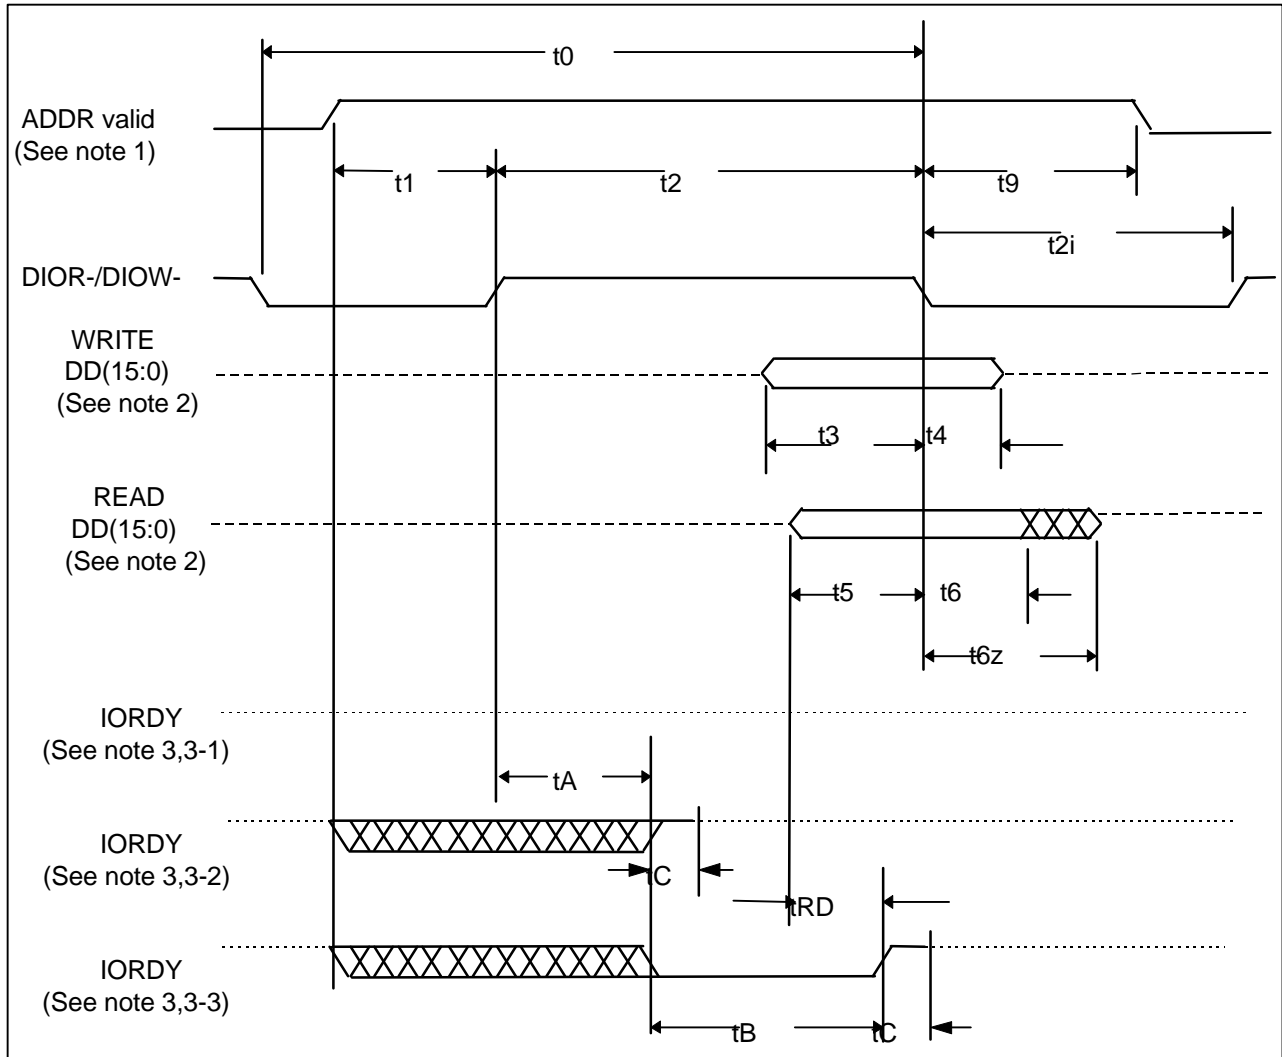 t0
ADDR valid
(See note 1)
t1
t2
t9
t2i
DIOR-/DIOW-
WRITE
DD(15:0)
(See note 2)
t3
t4
READ
DD(15:0)
(See note 2)
t5
t6
t6z
IORDY
(See note 3,3-1)
tA
IORDY
(See note 3,3-2)
tC
tRD
IORDY
(See note 3,3-3)
tB
tC